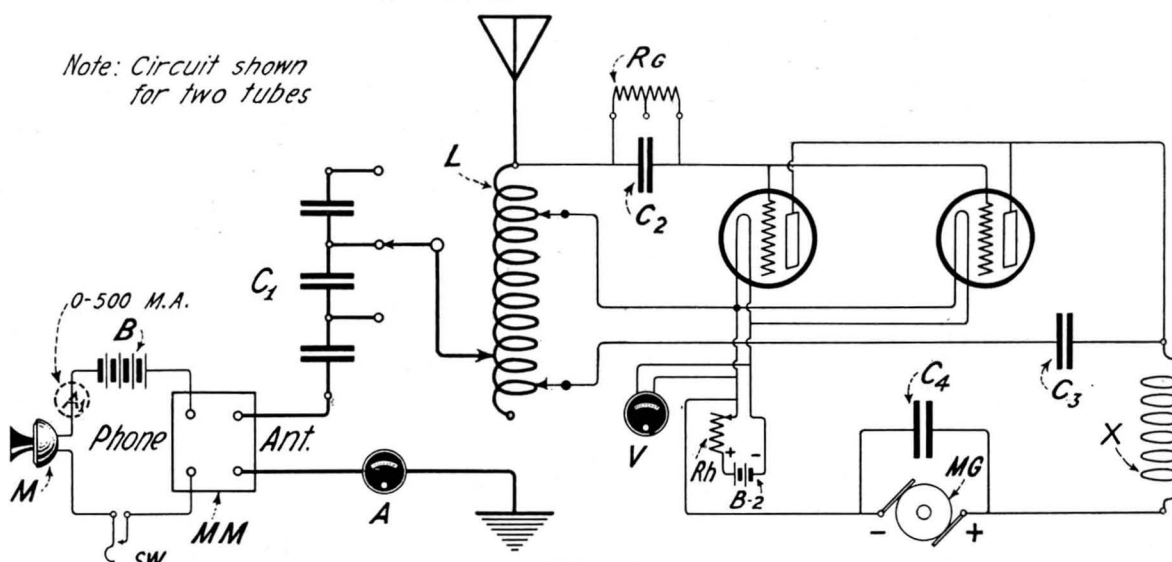 Note: Circuit shown
for two tubes
RG
L
C2
C1
0-500 M.A.
B
A1
Phone
Ant.
M
MM
SW
A
V
Rh
+
-
B-2
C4
C3
X
MG
-
+